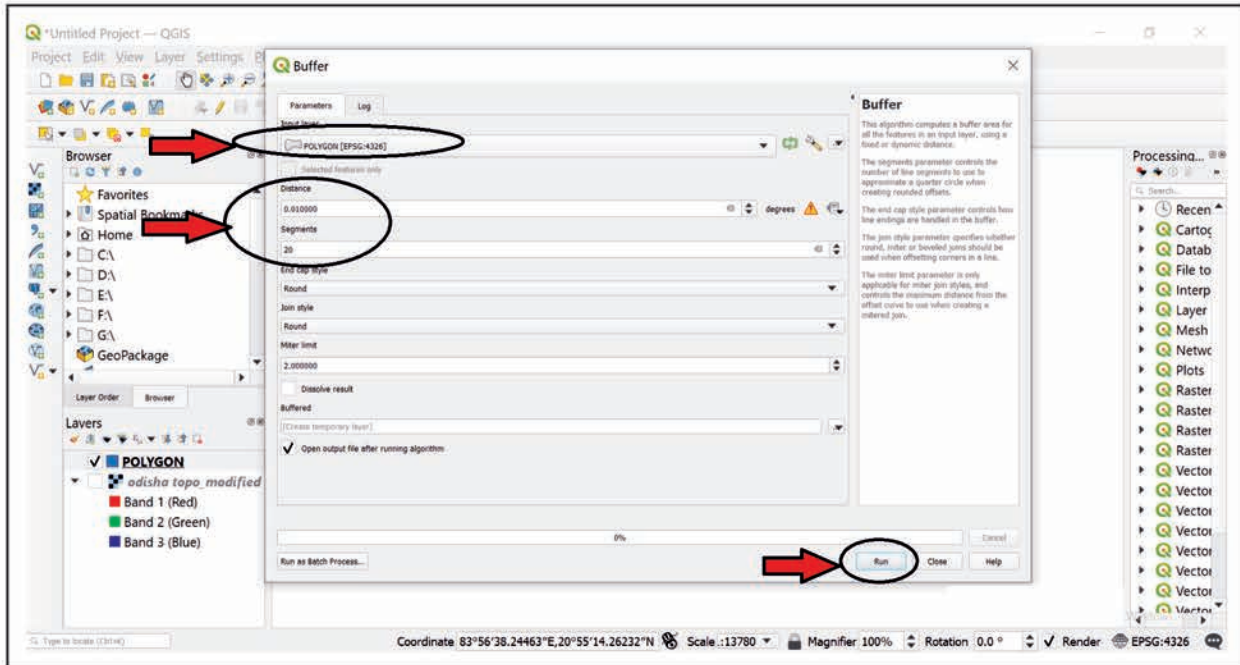 *Untitled Project — QGIS
Project Edit View Layer Settings
Buffer
Parameters Log
Input layer
POLYGON [EPSG:4326]
Selected features only
Distance
0.010000
degrees
Segments
20
End cap style
Round
Join style
Round
Miter limit
2.000000
Dissolve result
Buffered
[Create temporary layer]
Open output file after running algorithm
0%
Cancel
Run as Batch Process...
Run
Close
Help
Buffer
This algorithm computes a buffer area for
all the features in an input layer, using a
fixed or dynamic distance.
The segments parameter controls the
number of line segments to use to
approximate a quarter circle when
creating rounded offsets.
The end cap style parameter controls how
line endings are handled in the buffer.
The join style parameter specifies whether
round, miter or beveled joins should be
used when offsetting corners in a line.
The miter limit parameter is only
applicable for miter join styles, and
controls the maximum distance from the
offset curve to use when creating a
mitered join.
Browser
Favorites
Spatial Bookmarks
Home
C:\
D:\
E:\
F:\
G:\
GeoPackage
Layer Order Browser
Layers
POLYGON
odisha topo_modified
Band 1 (Red)
Band 2 (Green)
Band 3 (Blue)
Processing...
Search...
Recen
Cartog
Datab
File to
Interp
Layer
Mesh
Netwc
Plots
Raster
Raster
Raster
Raster
Vector
Vector
Vector
Vector
Vector
Vector
Vector
Vector
Type to locate (Ctrl+K)
Coordinate 83°56'38.24463"E,20°55'14.26232"N Scale .:13780 Magnifier 100% Rotation 0.0 ° Render EPSG:4326